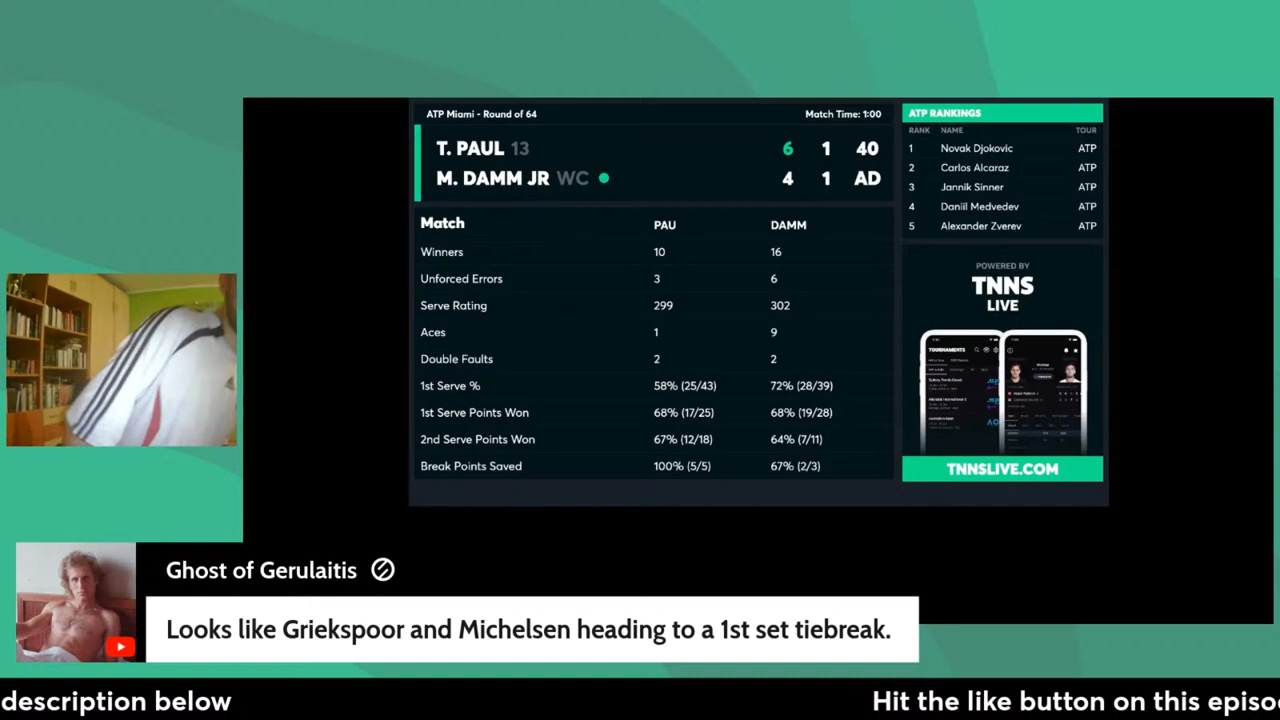 ATP Miami - Round of 64
Match Time: 1:00
T. PAUL 13 6 1 40
M. DAMM JR WC 4 1 AD
Match PAU DAMM
Winners 10 16
Unforced Errors 3 6
Serve Rating 299 302
Aces 1 9
Double Faults 2 2
1st Serve % 58% (25/43) 72% (28/39)
1st Serve Points Won 68% (17/25) 68% (19/28)
2nd Serve Points Won 67% (12/18) 64% (7/11)
Break Points Saved 100% (5/5) 67% (2/3)
ATP RANKINGS
RANK NAME TOUR
1 Novak Djokovic ATP
2 Carlos Alcaraz ATP
3 Jannik Sinner ATP
4 Daniil Medvedev ATP
5 Alexander Zverev ATP
POWERED BY
TNNS
LIVE
TOURNAMENTS
TNNSLIVE.COM
Ghost of Gerulaitis
Looks like Griekspoor and Michelsen heading to a 1st set tiebreak.
description below
Hit the like button on this episo